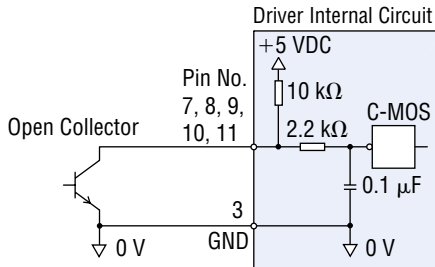 Driver Internal Circuit
+5 VDC
Pin No.
7, 8, 9,
10, 11
10 kΩ
C-MOS
Open Collector
2.2 kΩ
0.1 µF
3
GND
0 V
0 V